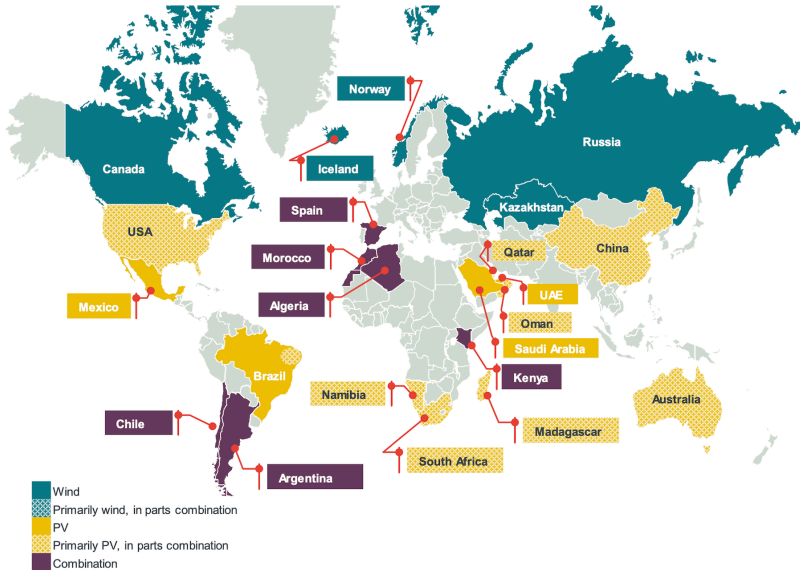 Norway
Russia
Canada
Iceland
Kazakhstan
Spain
USA
China
Morocco
Qatar
Algeria
UAE
Mexico
Oman
Saudi Arabia
Brazil
Kenya
Namibia
Australia
Chile
Madagascar
South Africa
Argentina
Wind
Primarily wind, in parts combination
PV
Primarily PV, in parts combination
Combination